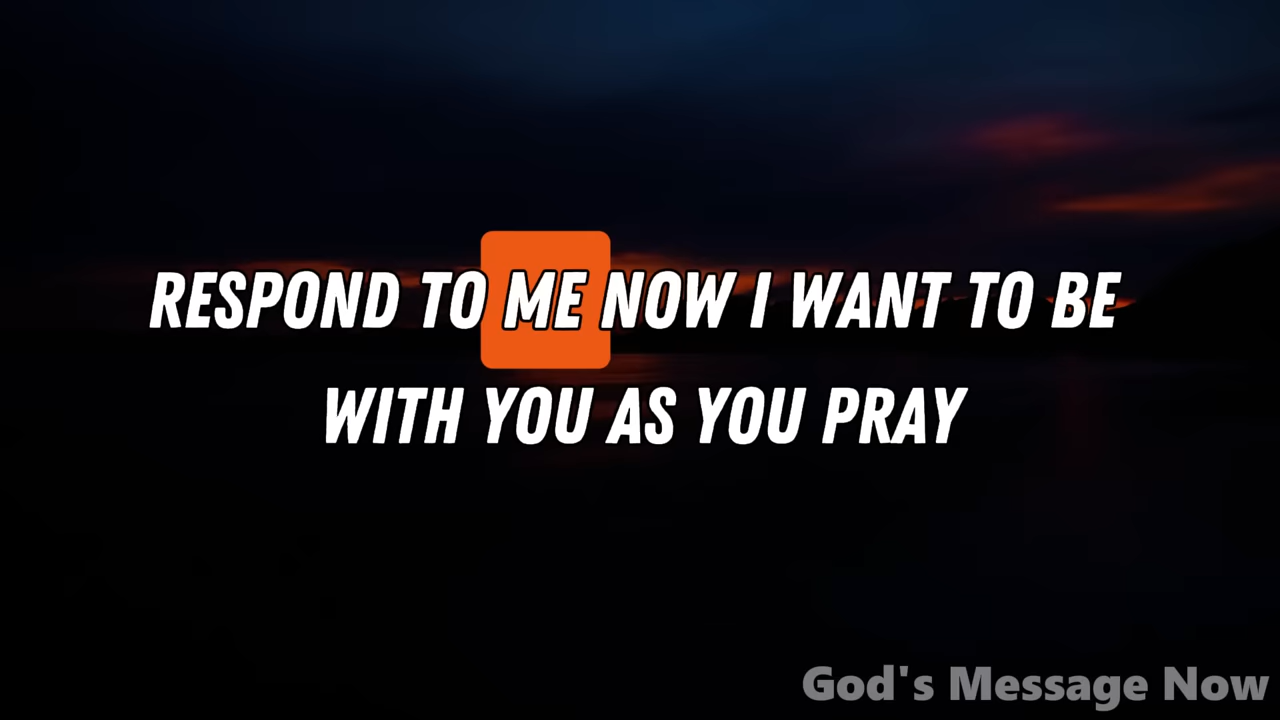 RESPOND TO ME NOW I WANT TO BE
WITH YOU AS YOU PRAY
God's Message Now